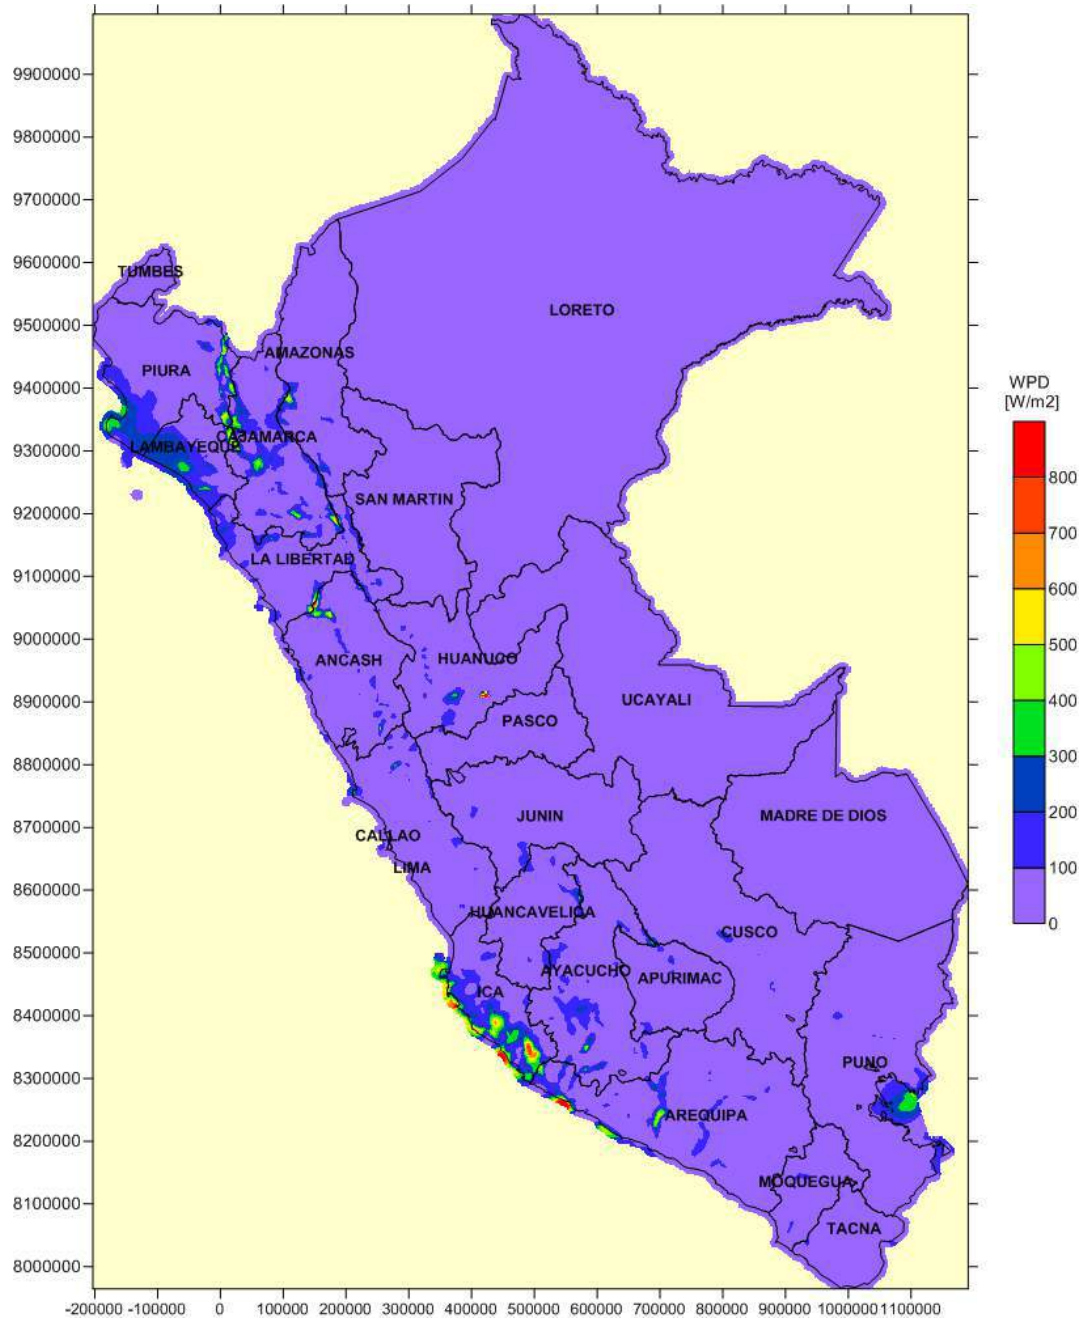 9900000
9800000
9700000
9600000
9500000
9400000
9300000
9200000
9100000
9000000
8900000
8800000
8700000
8600000
8500000
8400000
8300000
8200000
8100000
8000000
TUMBES
LORETO
AMAZONAS
PIURA
CAJAMARCA
LAMBAYEQUE
SAN MARTIN
LA LIBERTAD
ANCASH
HUANUCO
UCAYALI
PASCO
JUNIN
MADRE DE DIOS
CALLAO
LIMA
HUANCAVELICA
CUSCO
AYACUCHO
APURIMAC
ICA
PUNO
AREQUIPA
MOQUEGUA
TACNA
WPD
[W/m2]
800
700
600
500
400
300
200
100
0
-200000 -100000 0 100000 200000 300000 400000 500000 600000 700000 800000 900000 1000000 1100000